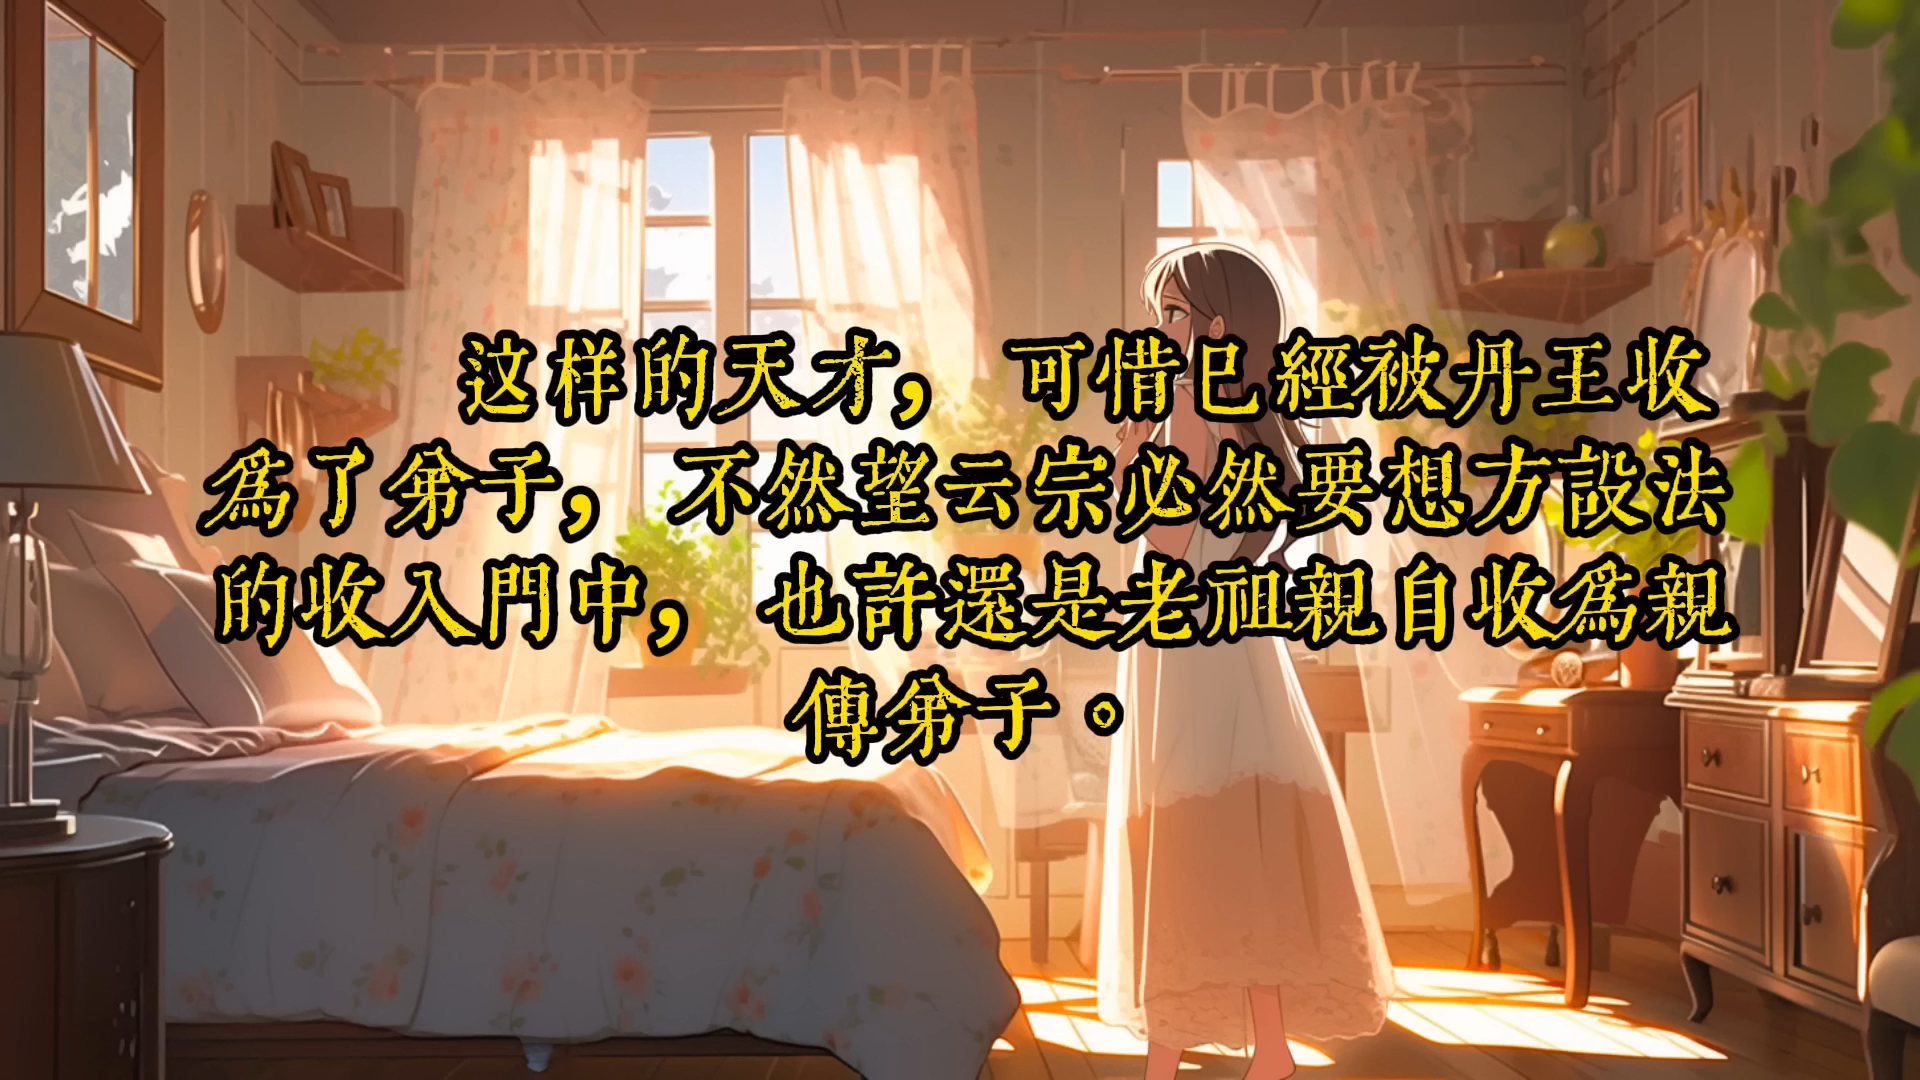 这样的天才，可惜已經被丹王收
爲了弟子，不然望云宗必然要想方設法
的收入門中，也許還是老祖親自收爲親
傳弟子。